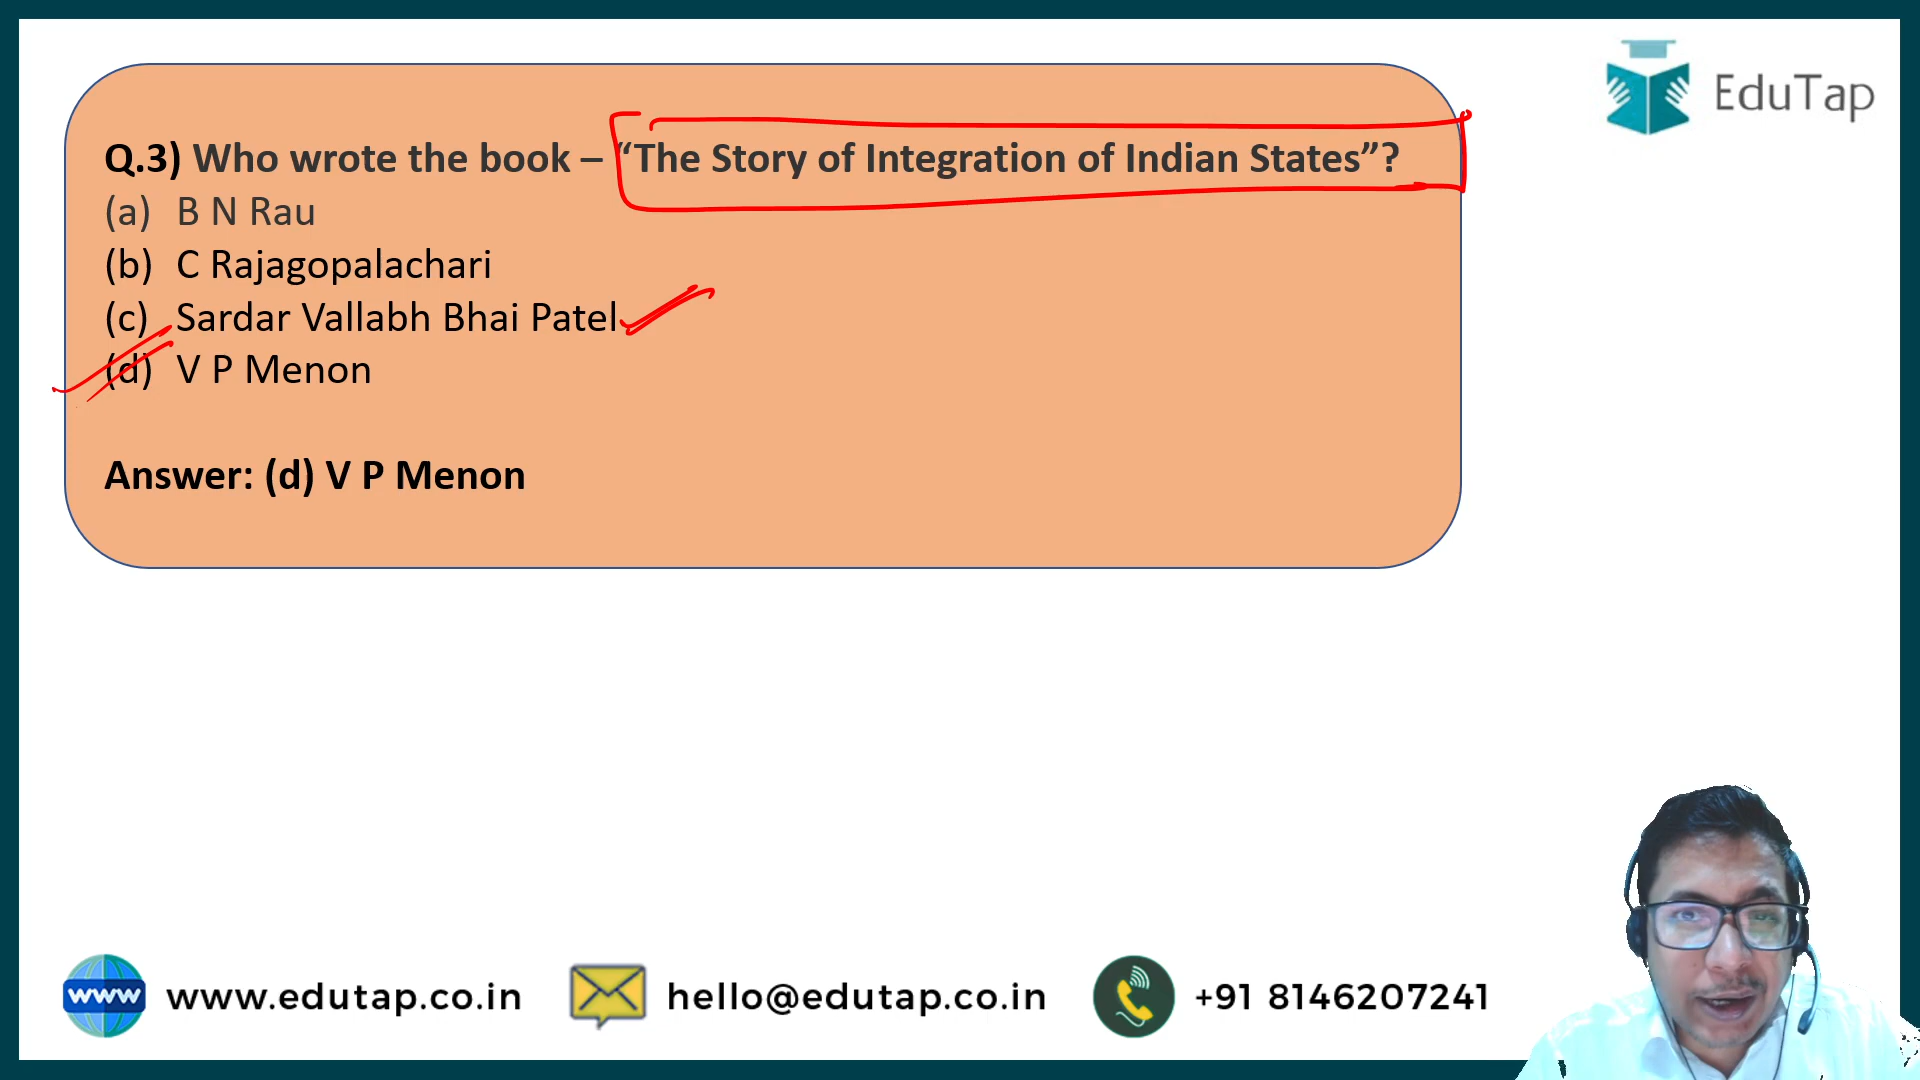 EduTap
Q.3) Who wrote the book – “The Story of Integration of Indian States”?
(a) B N Rau
(b) C Rajagopalachari
(c) Sardar Vallabh Bhai Patel
(d) V P Menon
Answer: (d) V P Menon
www www.edutap.co.in hello@edutap.co.in +91 8146207241